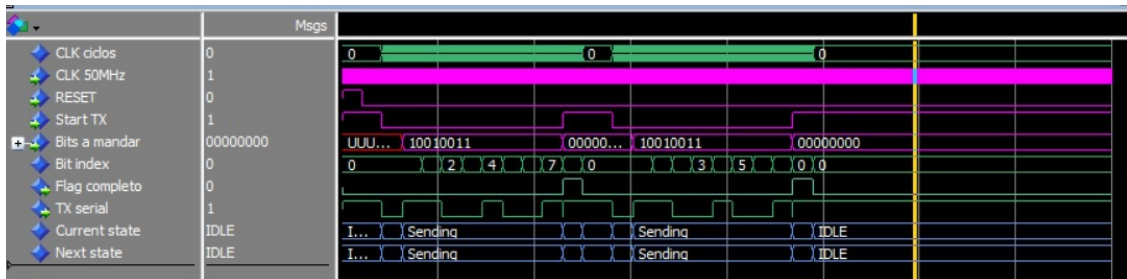 Msgs
CLK ciclos 0 0 0 0
CLK 50MHz 1
RESET 0
Start TX 1
Bits a mandar 00000000 UUU... 10010011 00000... 10010011 00000000
Bit index 0 0 2 4 7 0 3 5 0 0
Flag completo 0
TX serial 1
Current state IDLE I... Sending Sending IDLE
Next state IDLE I... Sending Sending IDLE